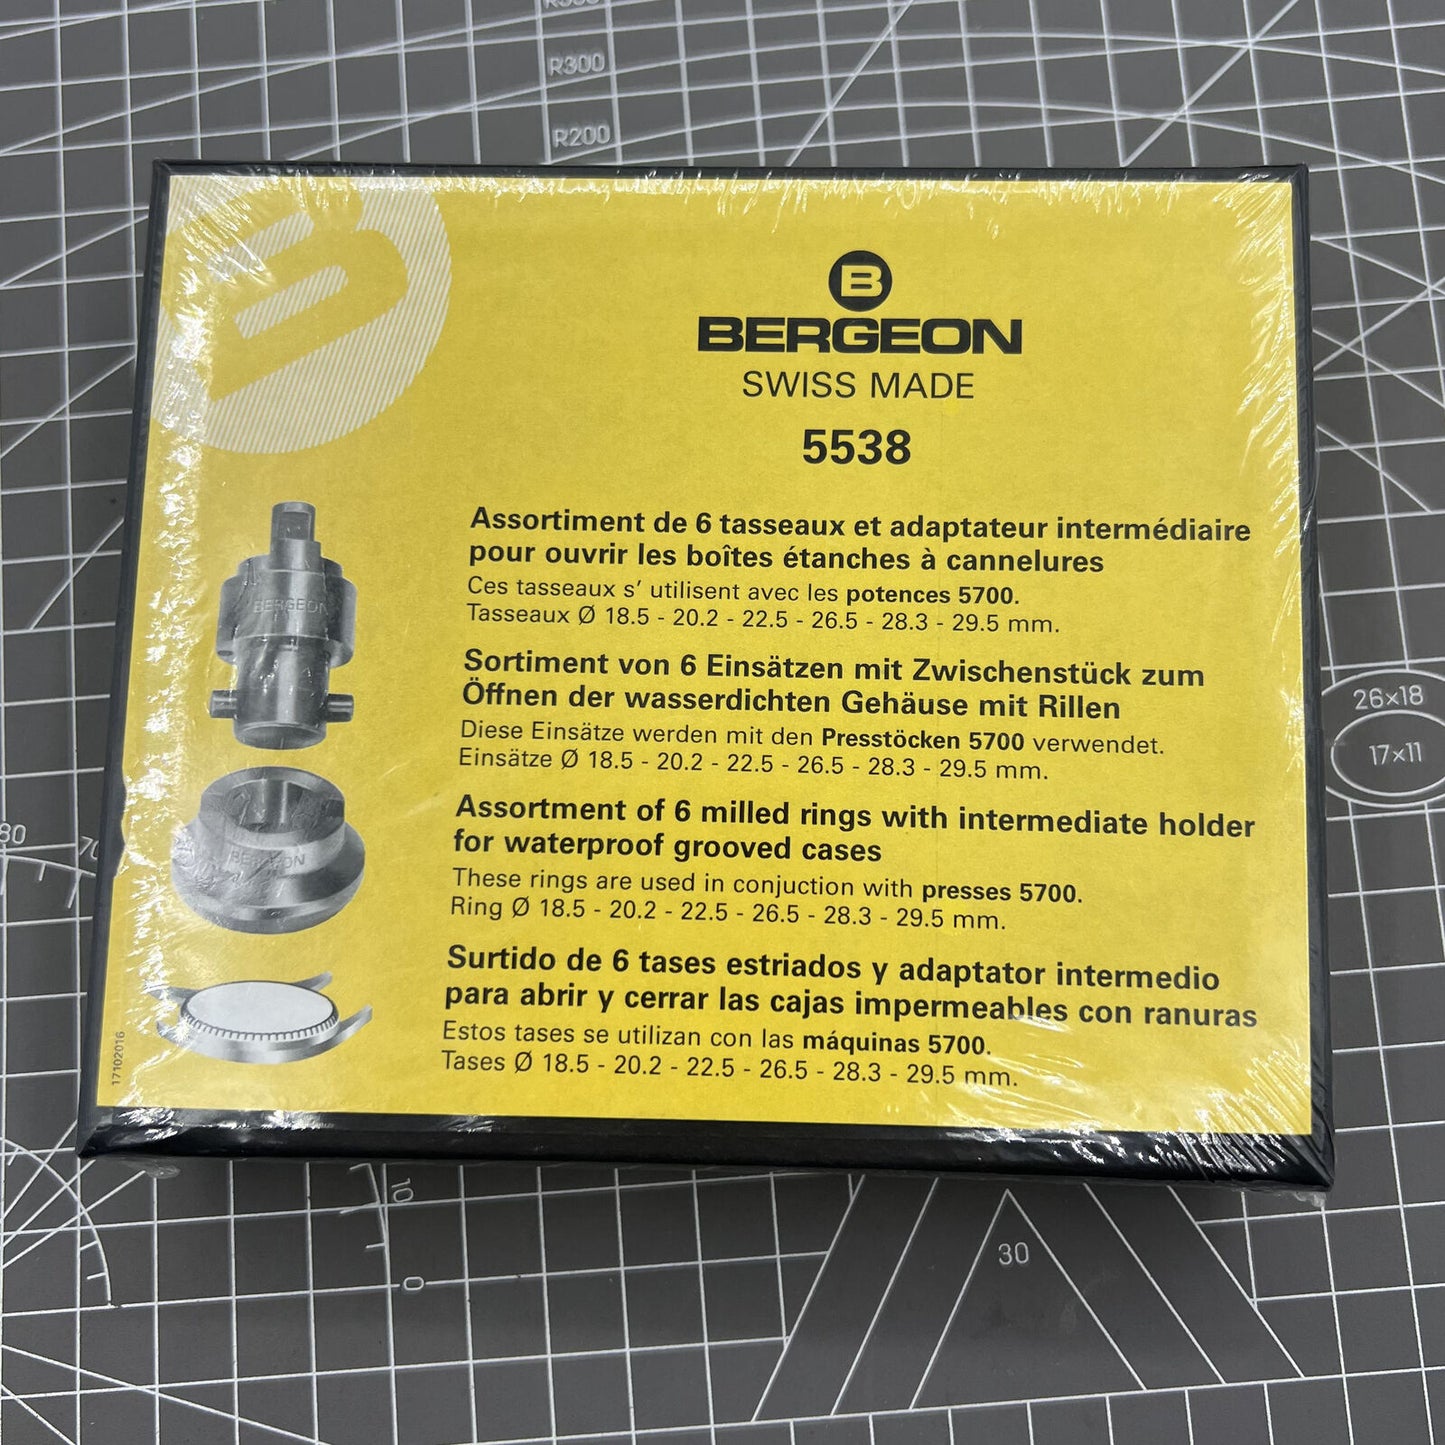 R300
R200
B
BERGEON
SWISS MADE
5538
Assortiment de 6 tasseaux et adaptateur intermédiaire
pour ouvrir les boîtes étanches à cannelures
Ces tasseaux s' utilisent avec les potences 5700.
Tasseaux Ø 18.5 - 20.2 - 22.5 - 26.5 - 28.3 - 29.5 mm.
Sortiment von 6 Einsätzen mit Zwischenstück zum
Öffnen der wasserdichten Gehäuse mit Rillen
Diese Einsätze werden mit den Presstöcken 5700 verwendet.
Einsätze Ø 18.5 - 20.2 - 22.5 - 26.5 - 28.3 - 29.5 mm.
Assortment of 6 milled rings with intermediate holder
for waterproof grooved cases
These rings are used in conjuction with presses 5700.
Ring Ø 18.5 - 20.2 - 22.5 - 26.5 - 28.3 - 29.5 mm.
Surtido de 6 tases estriados y adaptator intermedio
para abrir y cerrar las cajas impermeables con ranuras
Estos tases se utilizan con las máquinas 5700.
Tases Ø 18.5 - 20.2 - 22.5 - 26.5 - 28.3 - 29.5 mm.
BERGEON
BERGEON
17102016
26×18
17×11
80
70
10
0
30